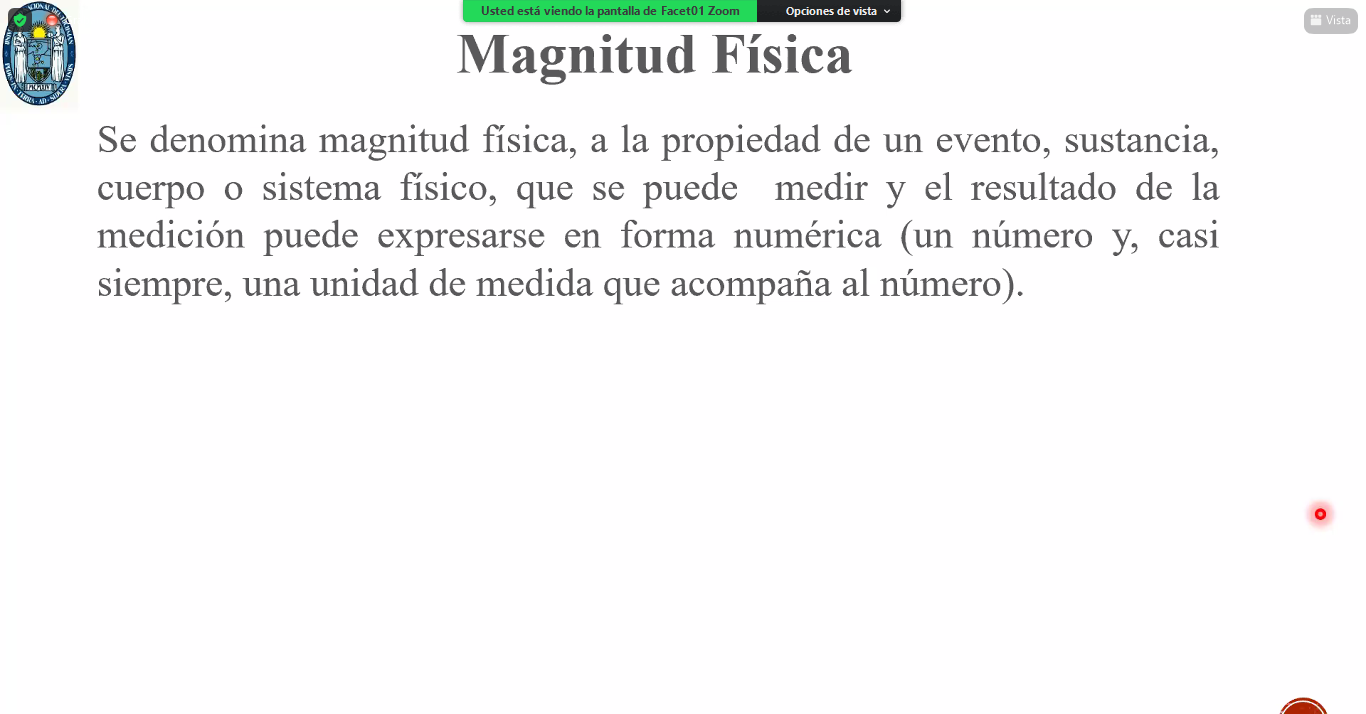 Usted está viendo la pantalla de Facet01 Zoom
Opciones de vista
Vista
Magnitud Física
Se denomina magnitud física, a la propiedad de un evento, sustancia,
cuerpo o sistema físico, que se puede medir y el resultado de la
medición puede expresarse en forma numérica (un número y, casi
siempre, una unidad de medida que acompaña al número).